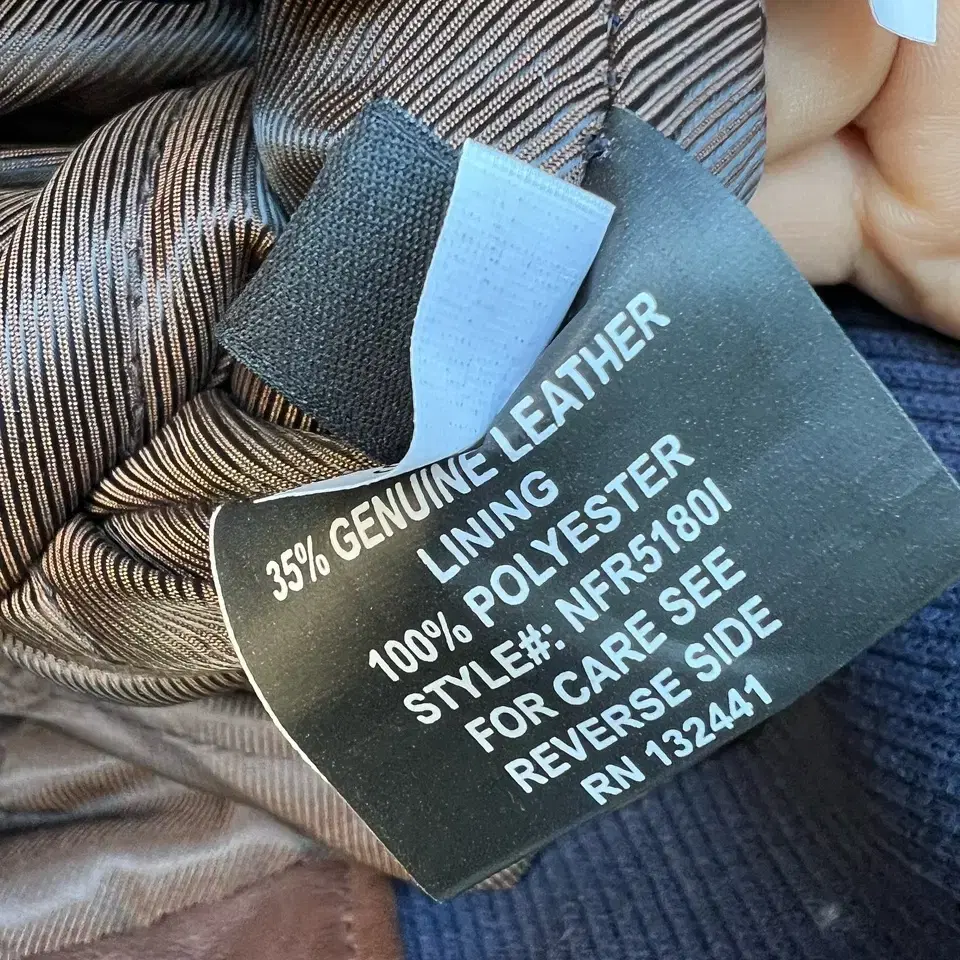 35% GENUINE LEATHER
LINING
100% POLYESTER
STYLE#: NFR5180I
FOR CARE SEE
REVERSE SIDE
RN 132441